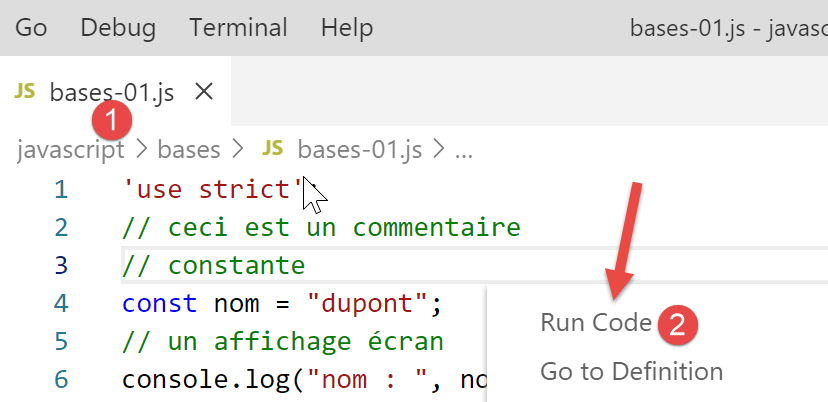 Go Debug Terminal Help bases-01.js - javasc
JS bases-01.js ×
1
javascript > bases > JS bases-01.js > ...
1 'use strict';
2 // ceci est un commentaire
3 // constante
4 const nom = "dupont";
Run Code 2
5 // un affichage écran
Go to Definition
6 console.log("nom : ", no